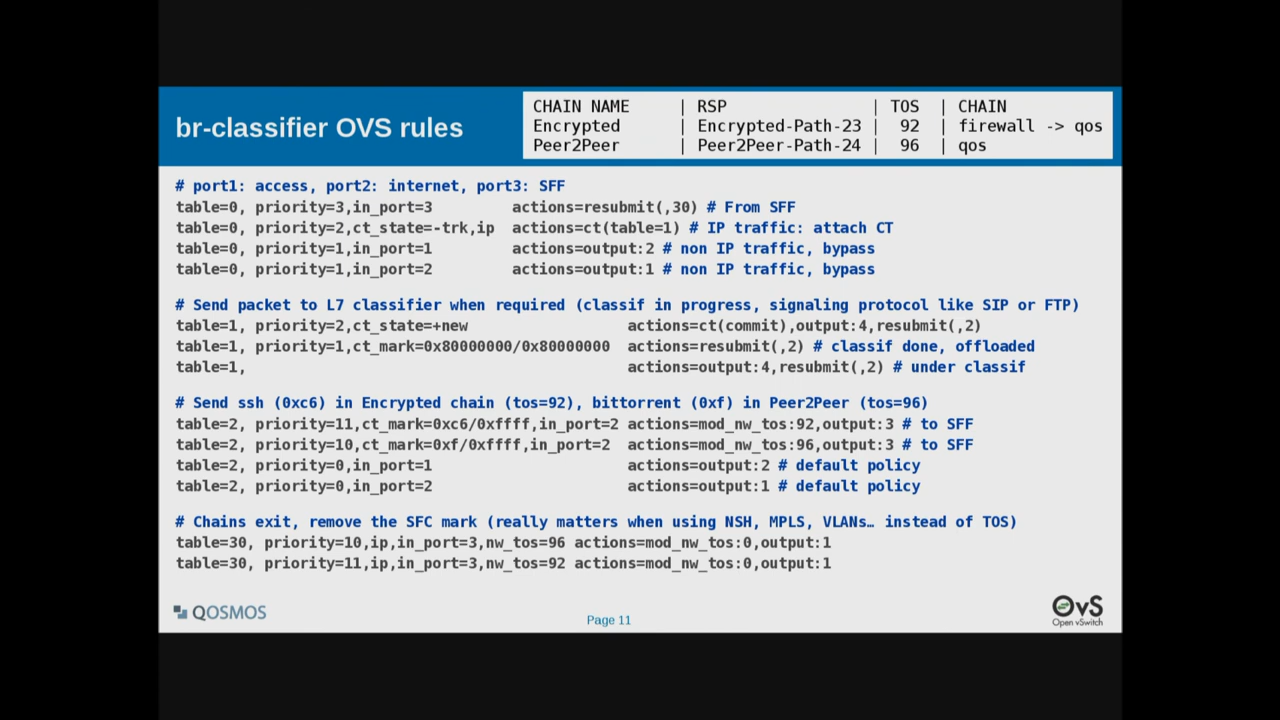 br-classifier OVS rules
CHAIN NAME | RSP | TOS | CHAIN
Encrypted | Encrypted-Path-23 | 92 | firewall -> qos
Peer2Peer | Peer2Peer-Path-24 | 96 | qos
# port1: access, port2: internet, port3: SFF
table=0, priority=3,in_port=3 actions=resubmit(,30) # From SFF
table=0, priority=2,ct_state=-trk,ip actions=ct(table=1) # IP traffic: attach CT
table=0, priority=1,in_port=1 actions=output:2 # non IP traffic, bypass
table=0, priority=1,in_port=2 actions=output:1 # non IP traffic, bypass
# Send packet to L7 classifier when required (classif in progress, signaling protocol like SIP or FTP)
table=1, priority=2,ct_state=+new actions=ct(commit),output:4,resubmit(,2)
table=1, priority=1,ct_mark=0x80000000/0x80000000 actions=resubmit(,2) # classif done, offloaded
table=1, actions=output:4,resubmit(,2) # under classif
# Send ssh (0xc6) in Encrypted chain (tos=92), bittorrent (0xf) in Peer2Peer (tos=96)
table=2, priority=11,ct_mark=0xc6/0xffff,in_port=2 actions=mod_nw_tos:92,output:3 # to SFF
table=2, priority=10,ct_mark=0xf/0xffff,in_port=2 actions=mod_nw_tos:96,output:3 # to SFF
table=2, priority=0,in_port=1 actions=output:2 # default policy
table=2, priority=0,in_port=2 actions=output:1 # default policy
# Chains exit, remove the SFC mark (really matters when using NSH, MPLS, VLANs… instead of TOS)
table=30, priority=10,ip,in_port=3,nw_tos=96 actions=mod_nw_tos:0,output:1
table=30, priority=11,ip,in_port=3,nw_tos=92 actions=mod_nw_tos:0,output:1
QOSMOS
Page 11
OvS
Open vSwitch